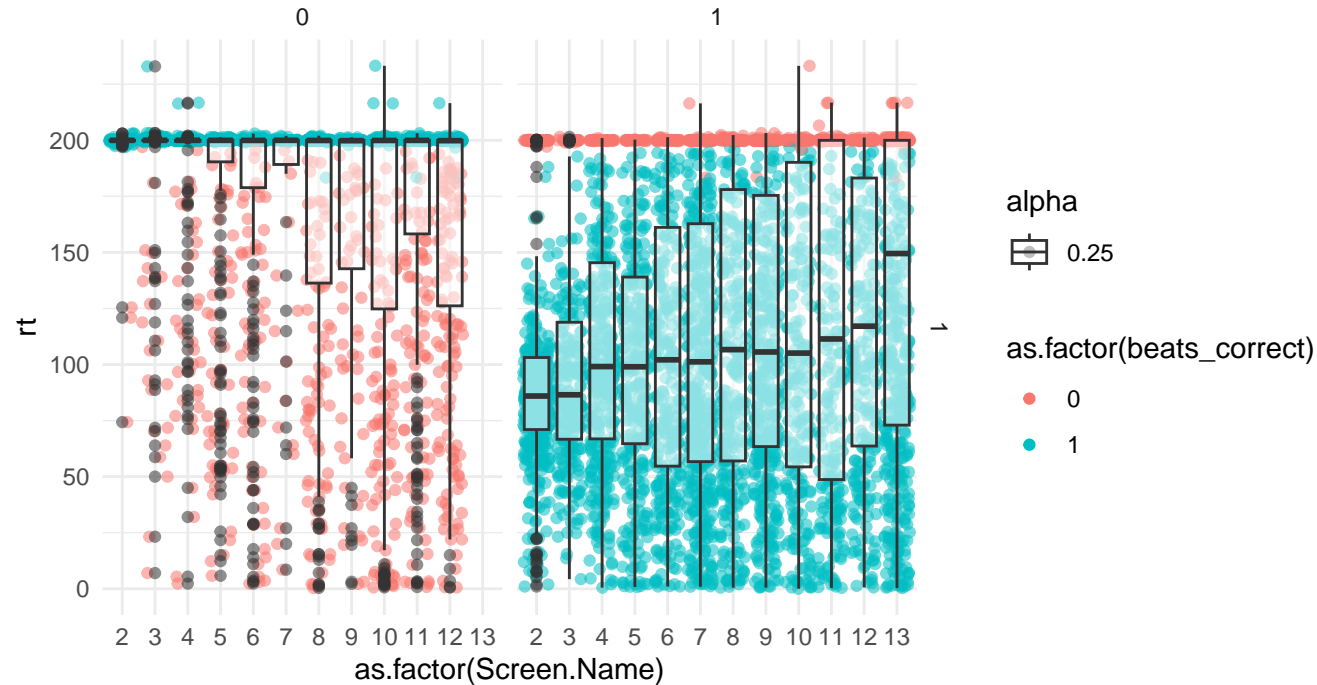 0 1
200
150
100
50
0
rt
1
2 3 4 5 6 7 8 9 10 11 12 13 2 3 4 5 6 7 8 9 10 11 12 13
as.factor(Screen.Name)
alpha
0.25
as.factor(beats_correct)
0
1